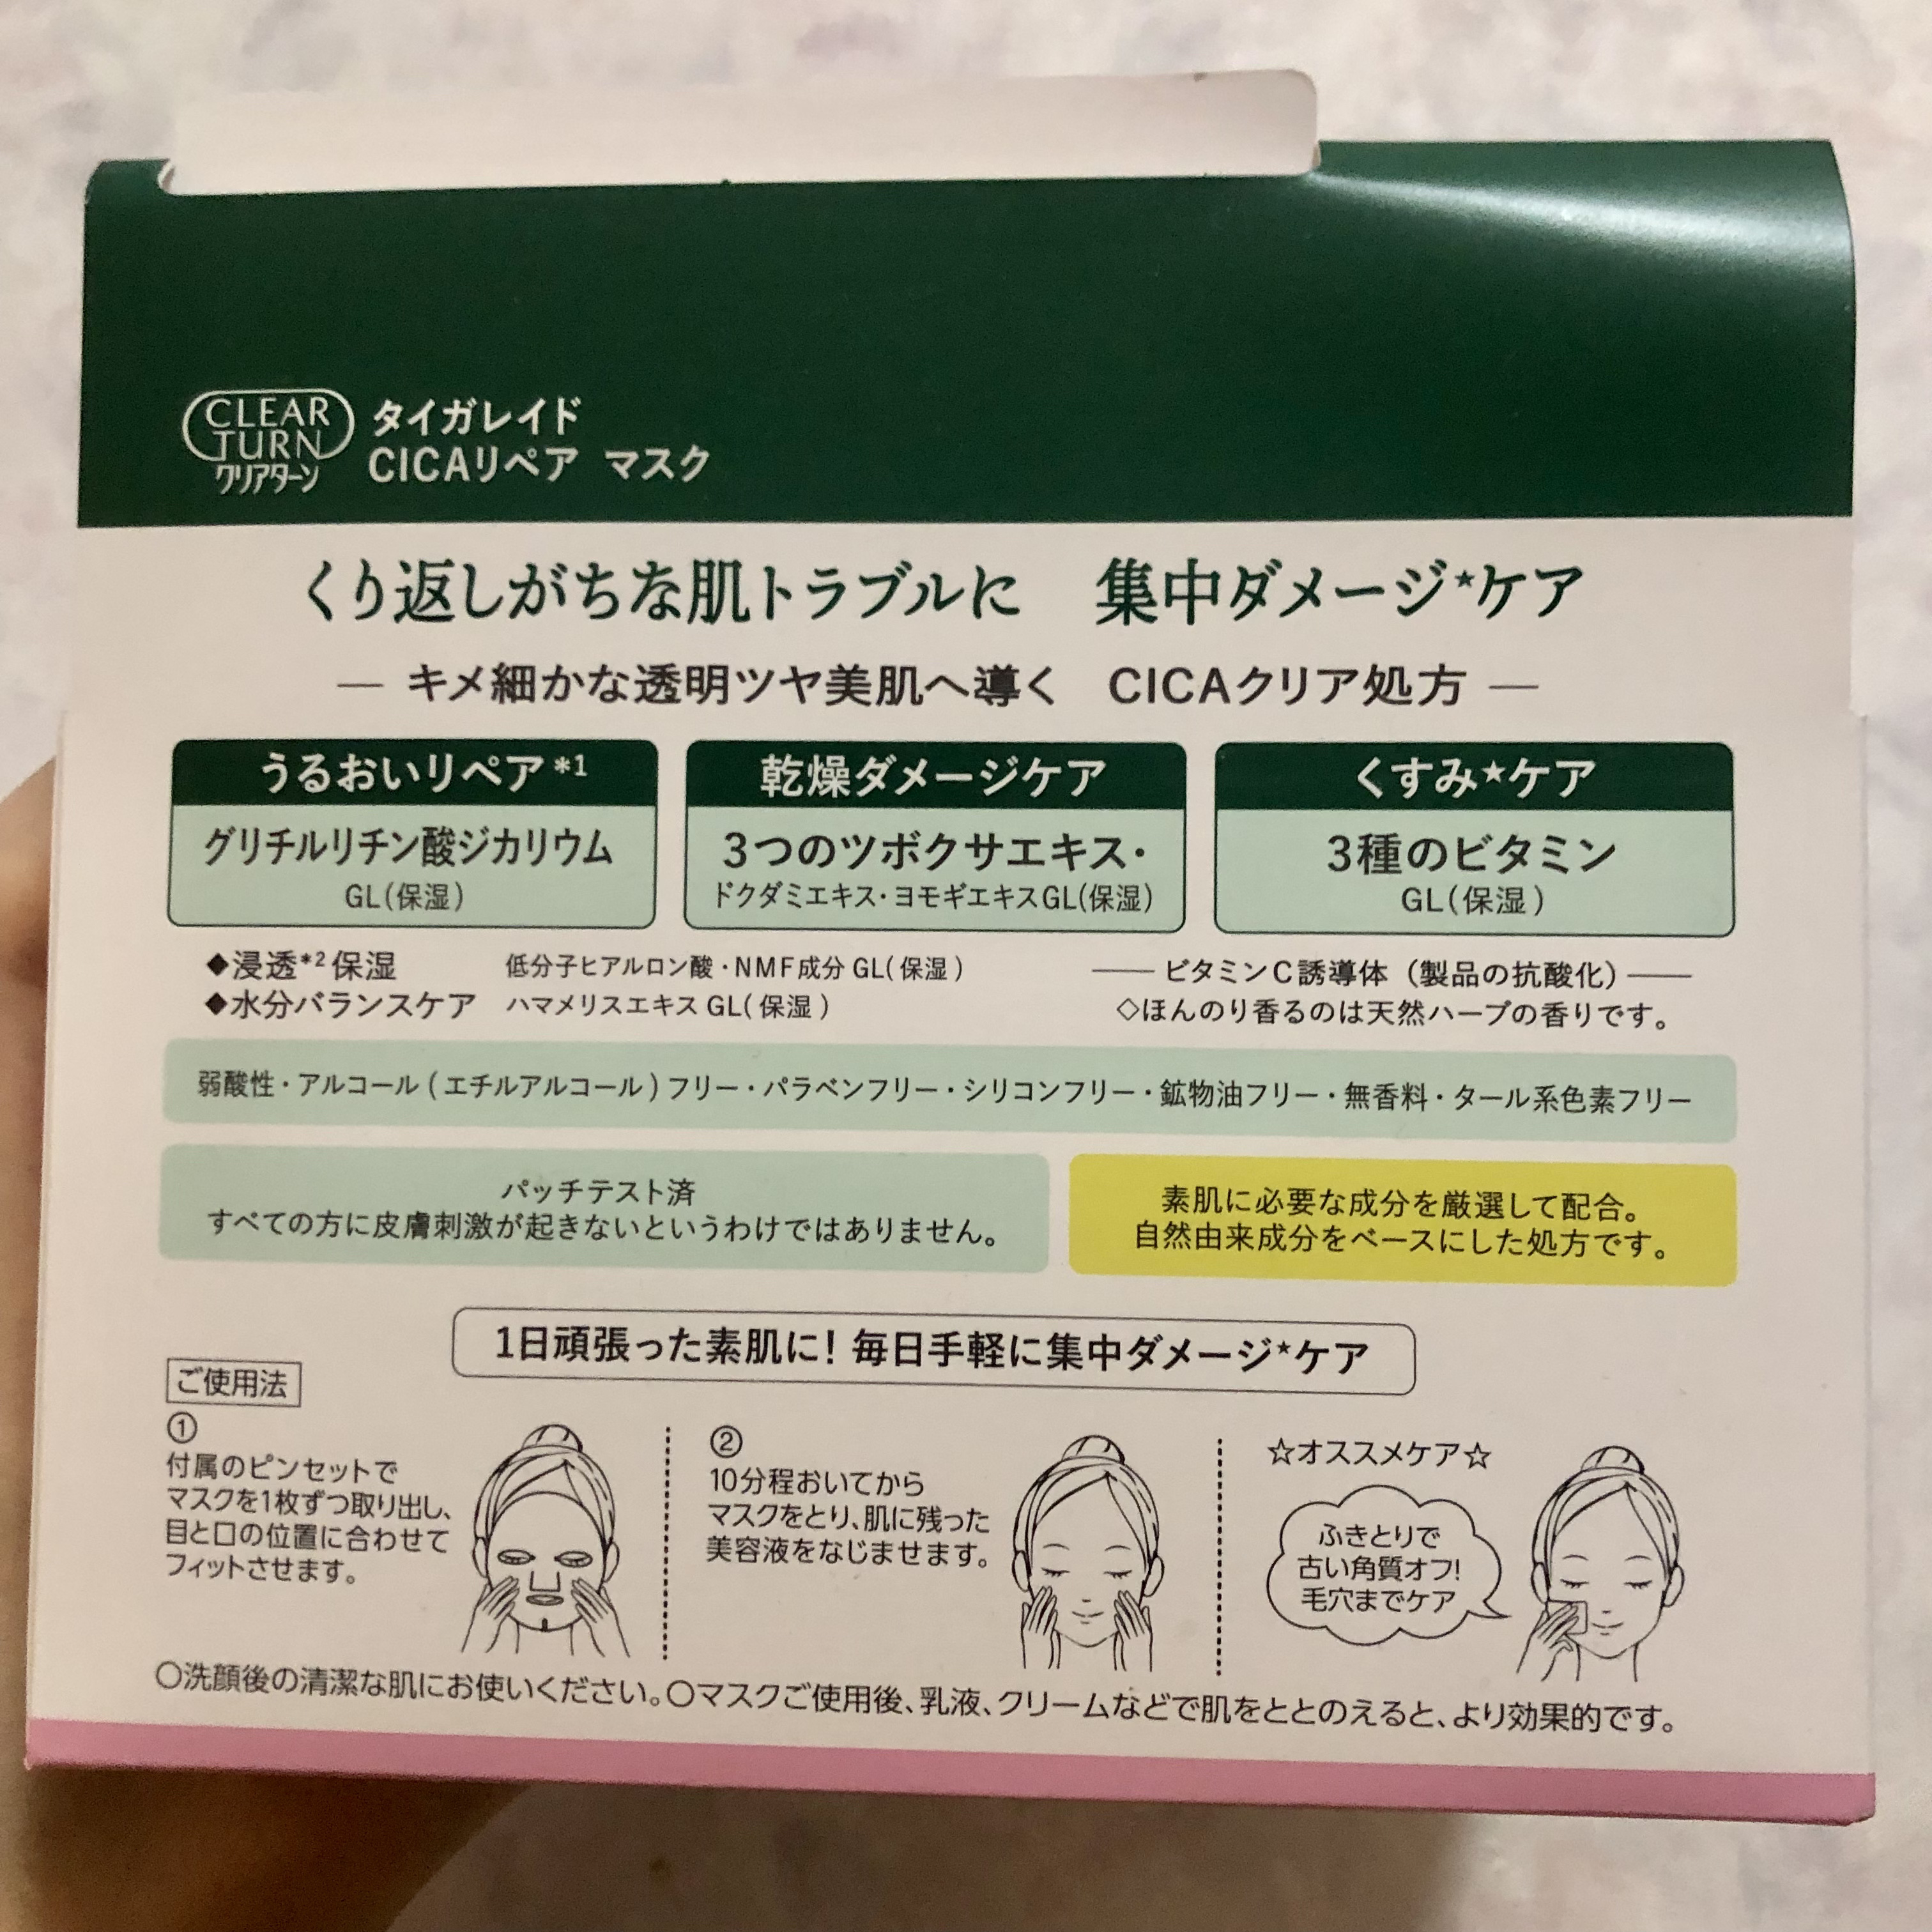 CLEAR
TURN
クリアターン
タイガレイド
CICAリペア マスク
くり返しがちな肌トラブルに 集中ダメージ★ケア
— キメ細かな透明ツヤ美肌へ導く CICAクリア処方 —
うるおいリペア*1
グリチルリチン酸ジカリウム
GL(保湿)
乾燥ダメージケア
3つのツボクサエキス・
ドクダミエキス・ヨモギエキスGL(保湿)
くすみ★ケア
3種のビタミン
GL(保湿)
◆浸透*2保湿 低分子ヒアルロン酸・NMF成分 GL(保湿)
◆水分バランスケア ハマメリスエキス GL(保湿)
—— ビタミンC誘導体(製品の抗酸化) ——
◇ほんのり香るのは天然ハーブの香りです。
弱酸性・アルコール(エチルアルコール)フリー・パラベンフリー・シリコンフリー・鉱物油フリー・無香料・タール系色素フリー
パッチテスト済
すべての方に皮膚刺激が起きないというわけではありません。
素肌に必要な成分を厳選して配合。
自然由来成分をベースにした処方です。
1日頑張った素肌に!毎日手軽に集中ダメージ★ケア
ご使用法
①
付属のピンセットで
マスクを1枚ずつ取り出し、
目と口の位置に合わせて
フィットさせます。
②
10分程おいてから
マスクをとり、肌に残った
美容液をなじませます。
☆オススメケア☆
ふきとりで
古い角質オフ!
毛穴までケア
○洗顔後の清潔な肌にお使いください。○マスクご使用後、乳液、クリームなどで肌をととのえると、より効果的です。